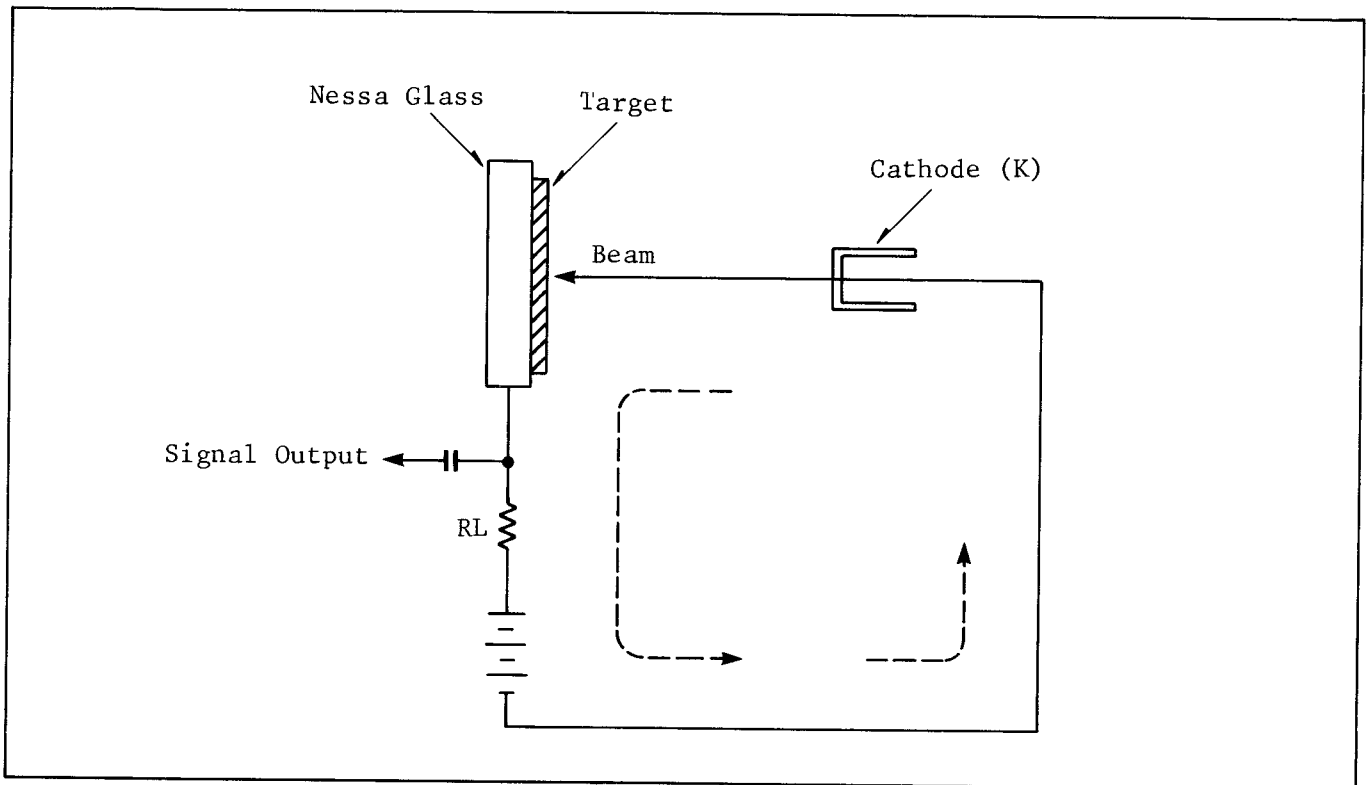 Nessa Glass
Target
Cathode (K)
Beam
Signal Output
RL